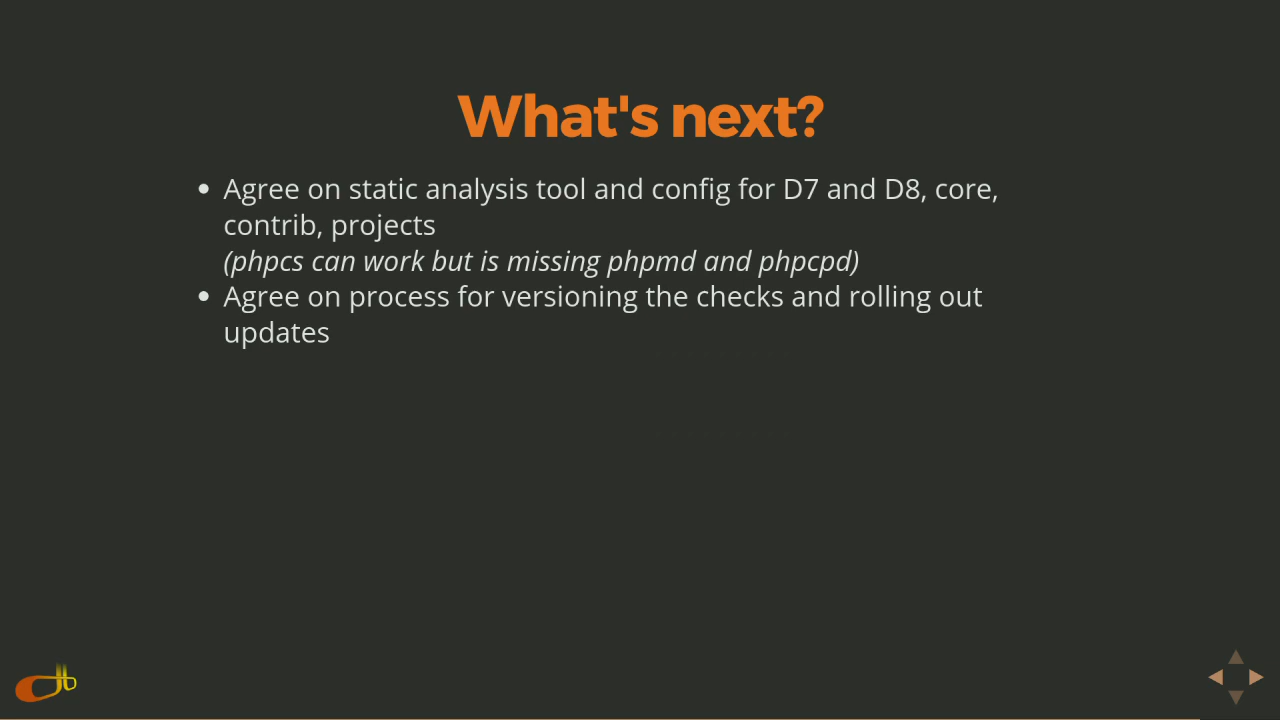 What's next?
Agree on static analysis tool and config for D7 and D8, core,
contrib, projects
(phpcs can work but is missing phpmd and phpcpd)
Agree on process for versioning the checks and rolling out
updates